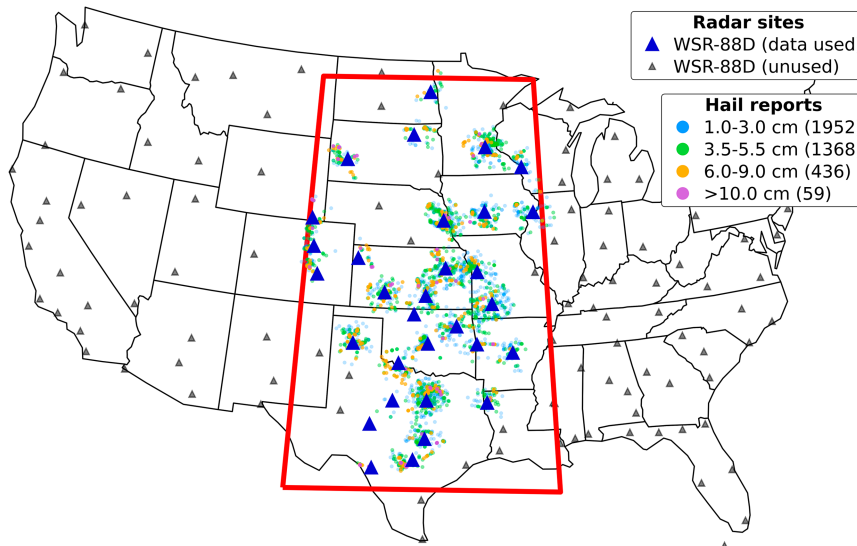 Radar sites
WSR-88D (data used
WSR-88D (unused)
Hail reports
1.0-3.0 cm (1952
3.5-5.5 cm (1368
6.0-9.0 cm (436)
>10.0 cm (59)